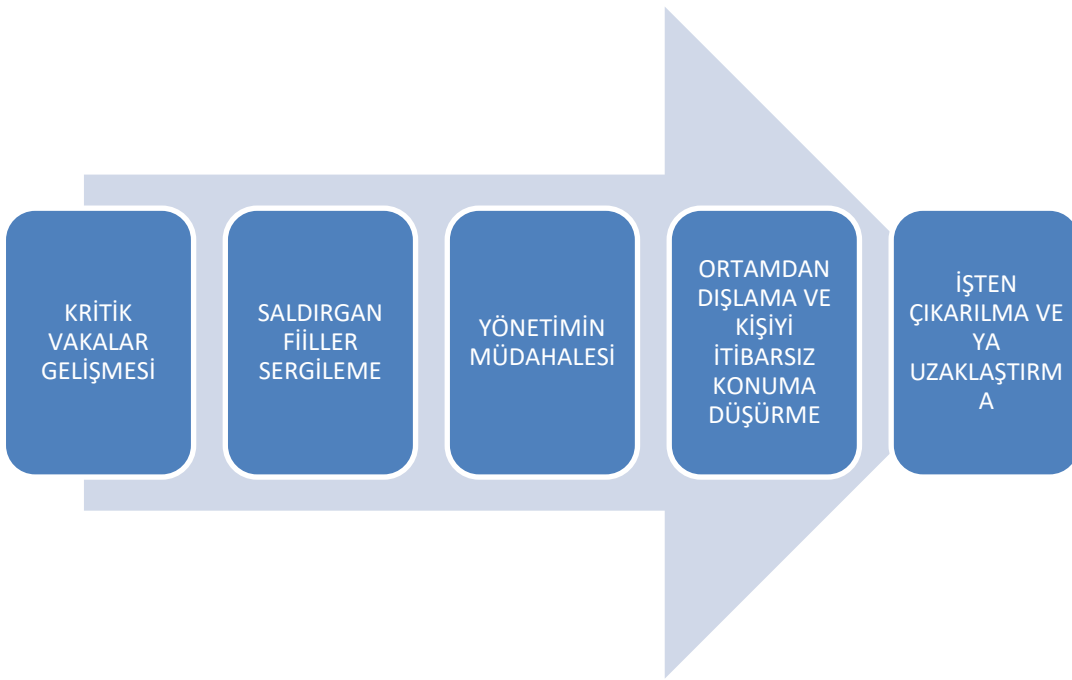 KRİTİK
VAKALAR
GELİŞMESİ
SALDIRGAN
FİİLLER
SERGİLEME
YÖNETİMİN
MÜDAHALESİ
ORTAMDAN
DIŞLAMA VE
KİŞİYİ
İTİBARSIZ
KONUMA
DÜŞÜRME
İŞTEN
ÇIKARILMA VE
YA
UZAKLAŞTIRM
A